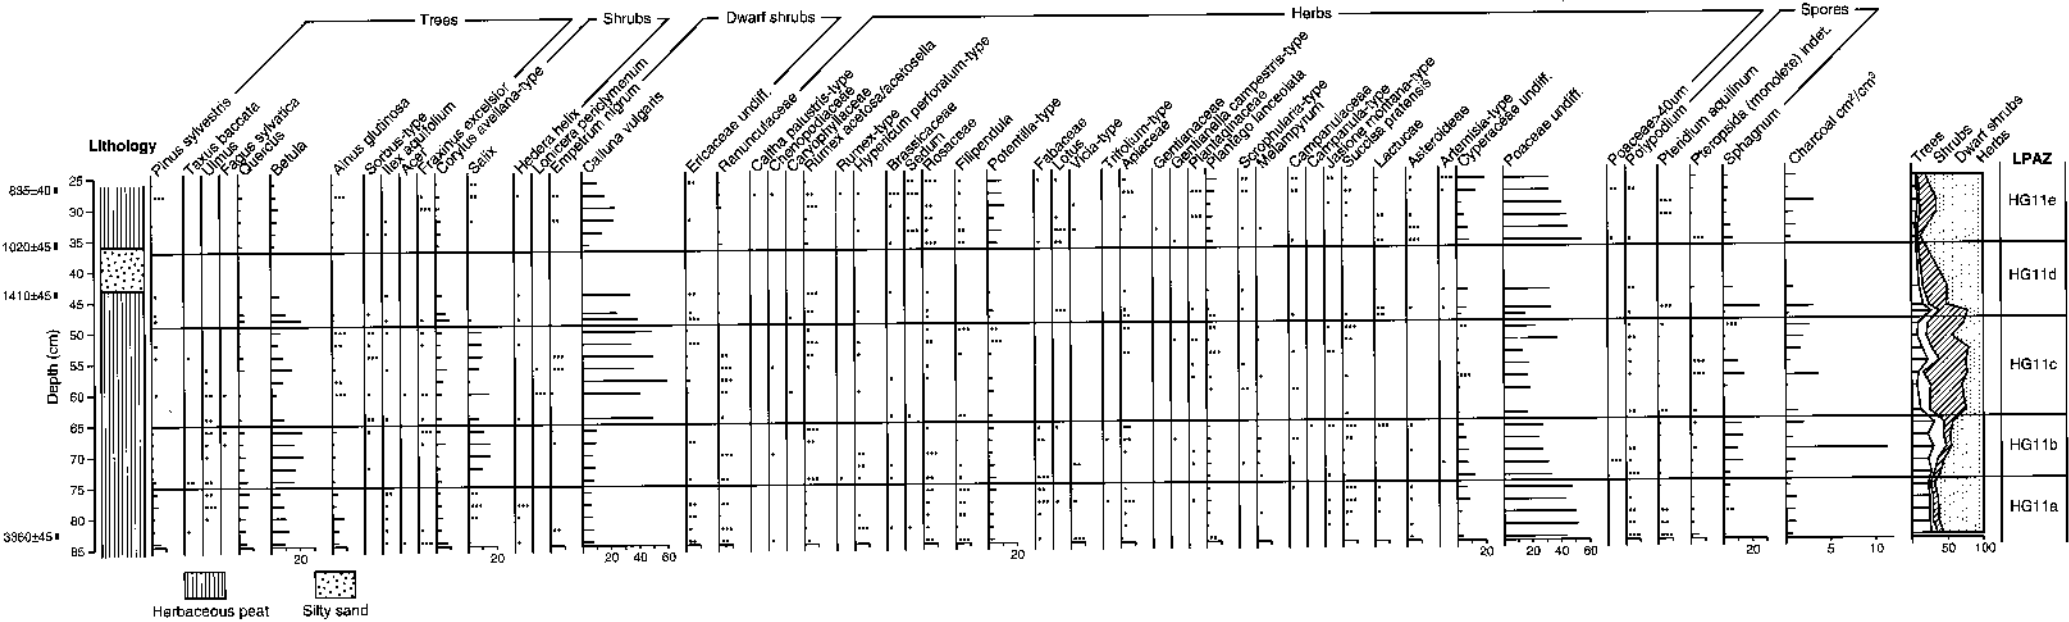 Trees
Shrubs
Dwarf shrubs
Herbs
Spores
Lithology
Pinus sylvestris
Taxus baccata
Ulmus
Fagus sylvatica
Quercus
Betula
Alnus glutinosa
Sorbus-type
Ilex aquifolium
Acer
Fraxinus excelsior
Corylus avellana-type
Salix
Hedera helix
Lonicera periclymenum
Empetrum nigrum
Calluna vulgaris
Ericaceae undiff.
Ranunculaceae
Caltha palustris-type
Chenopodiaceae
Caryophyllaceae
Rumex acetosa/acetosella
Rumex-type
Hypericum perforatum-type
Brassicaceae
Sedum
Rosaceae
Filipendula
Potentilla-type
Fabaceae
Lotus
Vicia-type
Trifolium-type
Apiaceae
Gentianaceae
Gentianella campestris-type
Plantaginaceae
Plantago lanceolata
Scrophularia-type
Melampyrum
Campanulaceae
Campanula-type
Jasione montana-type
Succisa pratensis
Lactucae
Asteroideae
Artemisia-type
Cyperaceae undiff.
Poaceae undiff.
Poaceae>40um
Polypodium
Pteridium aquilinum
Pteropsida (monolete) indet.
Sphagnum
Charcoal cm²/cm³
Trees
Shrubs
Dwarf shrubs
Herbs
LPAZ
835±40
1020±45
1410±45
3360±45
Depth (cm)
25
30
35
40
45
50
55
60
65
70
75
80
85
HG11e
HG11d
HG11c
HG11b
HG11a
20
20
20 40 60
20
20
20 40 60
20
5 10
50 100
Herbaceous peat
Silty sand